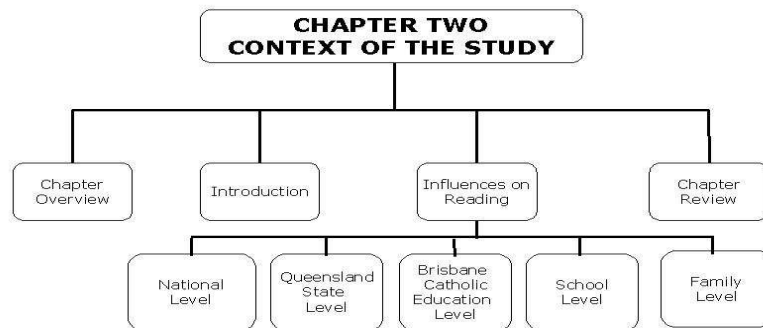 CHAPTER TWO
CONTEXT OF THE STUDY
Chapter
Overview
Introduction
Influences on
Reading
Chapter
Review
National
Level
Queensland
State
Level
Brisbane
Catholic
Education
Level
School
Level
Family
Level